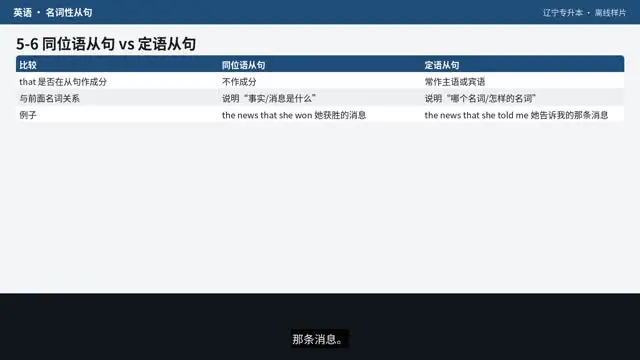 英语 · 名词性从句
辽宁专升本 · 离线样片
5-6 同位语从句 vs 定语从句
比较 同位语从句 定语从句
that 是否在从句作成分 不作成分 常作主语或宾语
与前面名词关系 说明“事实/消息是什么” 说明“哪个名词/怎样的名词”
例子 the news that she won 她获胜的消息 the news that she told me 她告诉我的那条消息
那条消息。